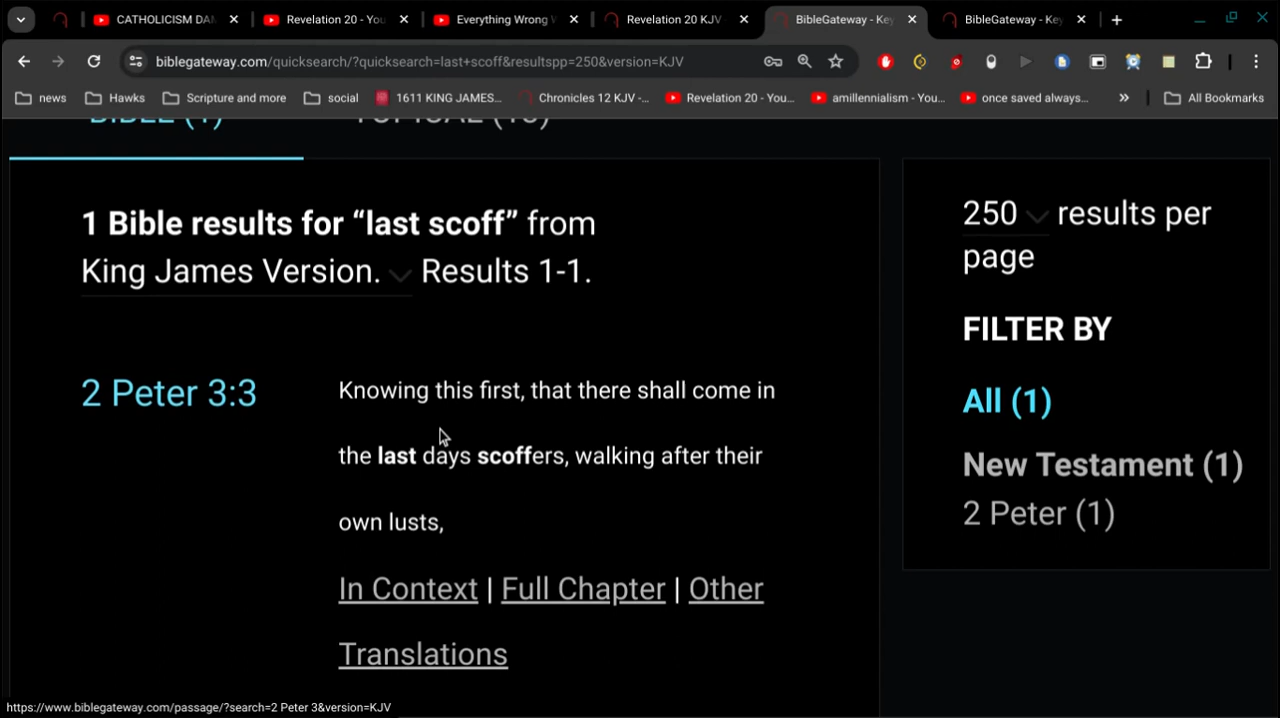 CATHOLICISM DAN
Revelation 20 - You
Everything Wrong W
Revelation 20 KJV
BibleGateway - Key
BibleGateway - Key
biblegateway.com/quicksearch/?quicksearch=last+scoff&resultspp=250&version=KJV
news
Hawks
Scripture and more
social
1611 KING JAMES...
Chronicles 12 KJV -...
Revelation 20 - You...
amillennialism - You...
once saved always...
All Bookmarks
BIBLE (1)
TOPICAL
1 Bible results for “last scoff” from
King James Version. Results 1-1.
2 Peter 3:3
Knowing this first, that there shall come in
the last days scoffers, walking after their
own lusts,
In Context | Full Chapter | Other
Translations
250 results per
page
FILTER BY
All (1)
New Testament (1)
2 Peter (1)
https://www.biblegateway.com/passage/?search=2 Peter 3&version=KJV